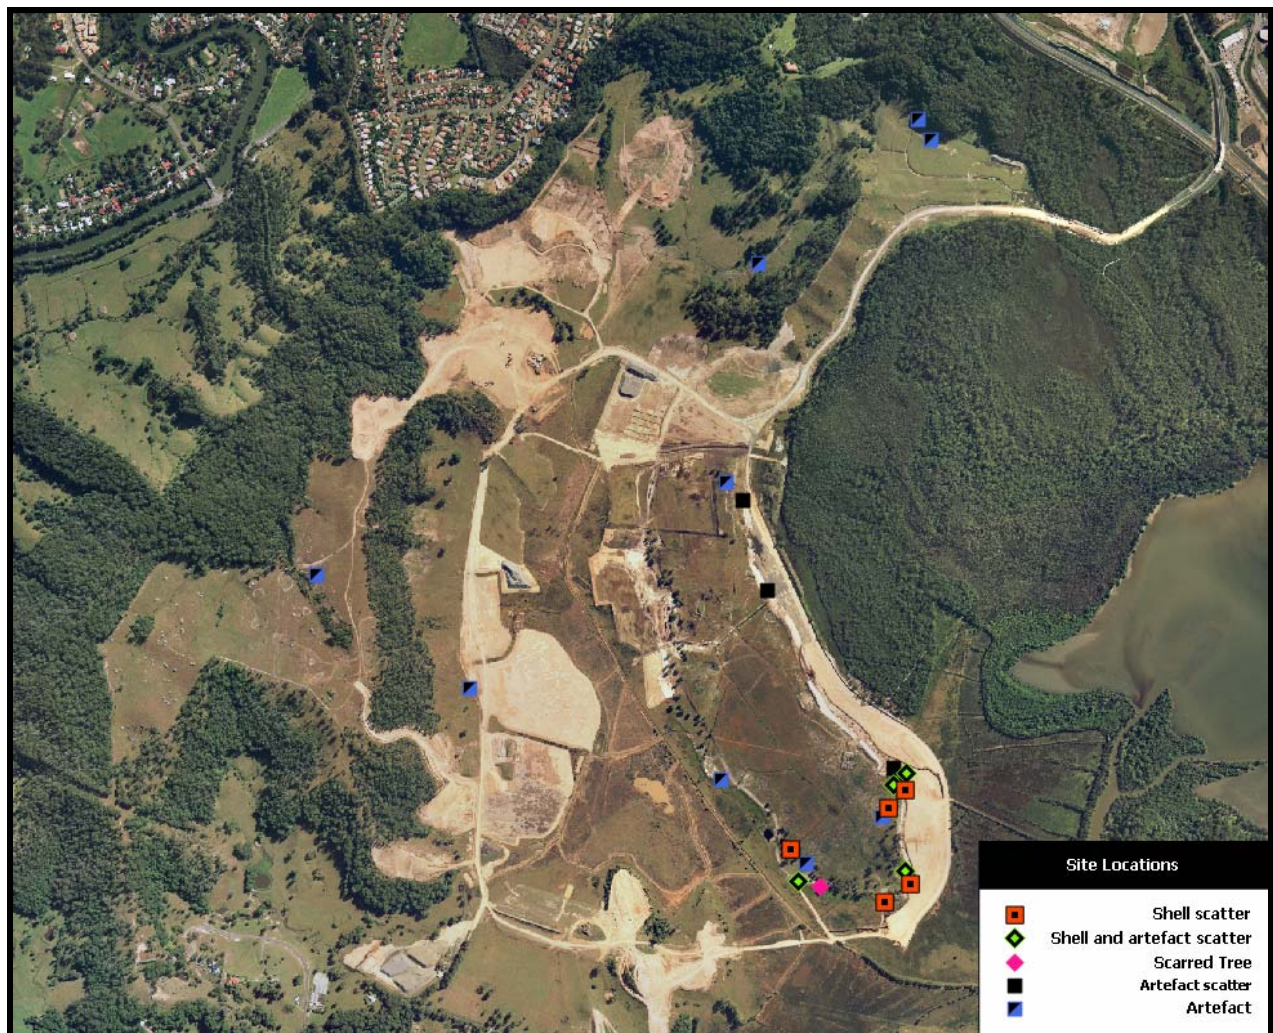 Site Locations
Shell scatter
Shell and artefact scatter
Scarred Tree
Artefact scatter
Artefact